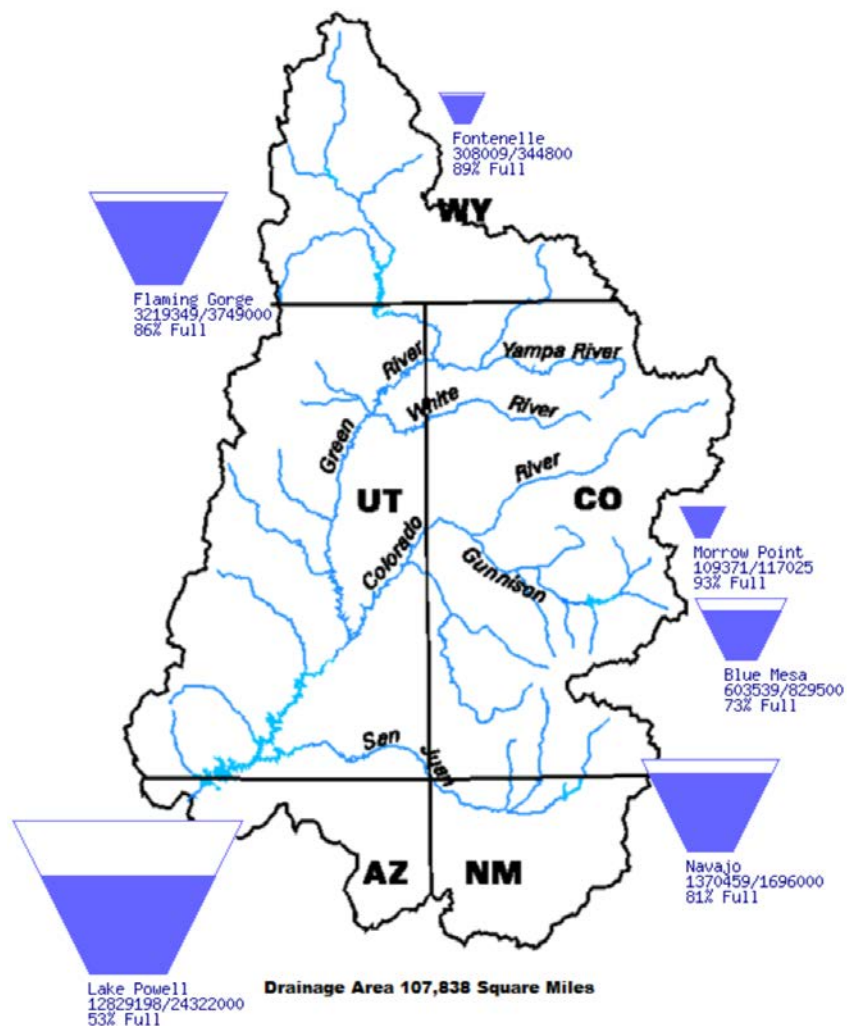 Fontenelle
308009/344800
89% Full
WY
Flaming Gorge
3219349/3749000
86% Full
Yampa River
River
White River
Green
River
UT
CO
Colorado
Gunnison
Morrow Point
109371/117025
93% Full
Blue Mesa
603539/829500
73% Full
San Juan
Navajo
1370459/1696000
81% Full
AZ
NM
Lake Powell
12829198/24322000
53% Full
Drainage Area 107,838 Square Miles